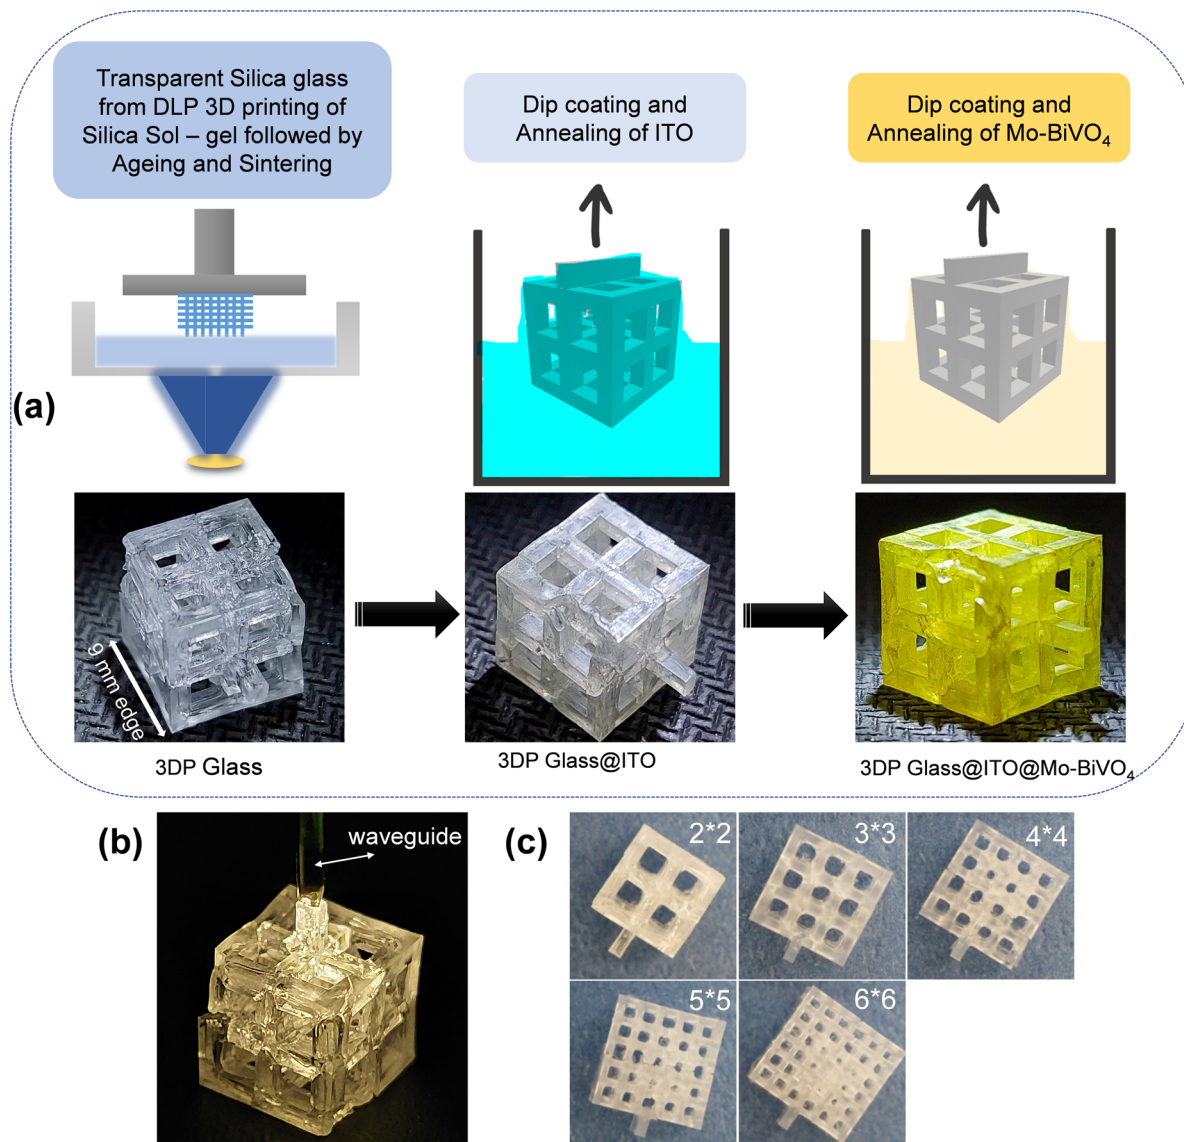 Transparent Silica glass
from DLP 3D printing of
Silica Sol – gel followed by
Ageing and Sintering
Dip coating and
Annealing of ITO
Dip coating and
Annealing of Mo-BiVO₄
(a)
9 mm edge
3DP Glass
3DP Glass@ITO
3DP Glass@ITO@Mo-BiVO₄
(b)
waveguide
(c)
2*2
3*3
4*4
5*5
6*6